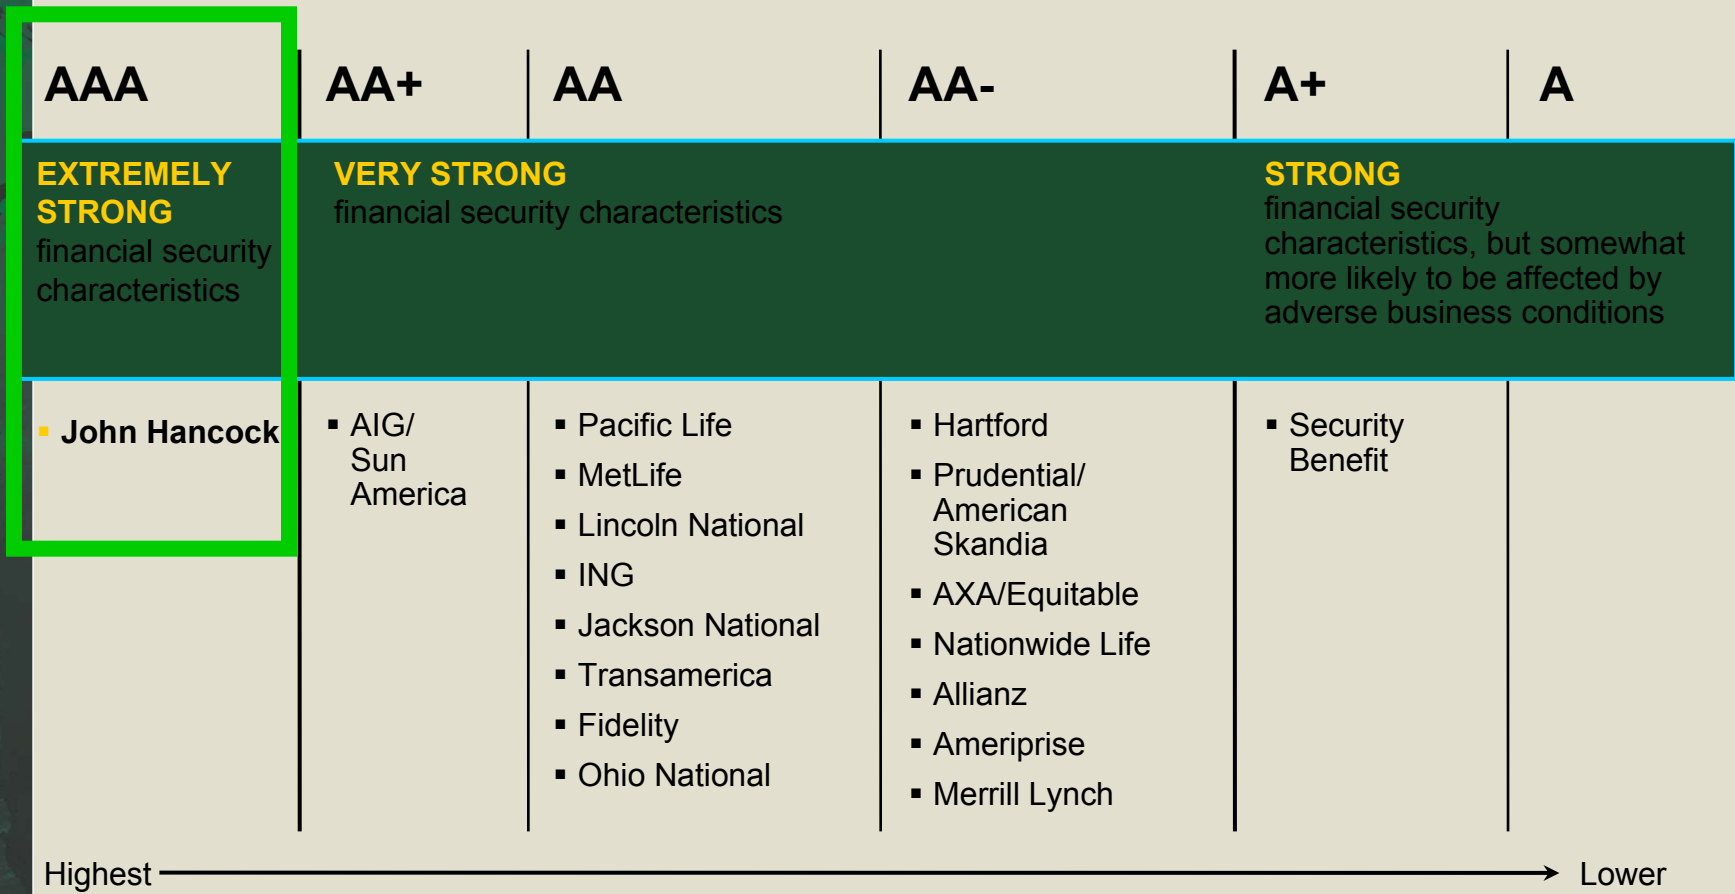 AAA
AA+
AA
AA-
A+
A
EXTREMELY
STRONG
financial security
characteristics
VERY STRONG
financial security characteristics
STRONG
financial security
characteristics, but somewhat
more likely to be affected by
adverse business conditions
▪ John Hancock
▪ AIG/
Sun
America
▪ Pacific Life
▪ MetLife
▪ Lincoln National
▪ ING
▪ Jackson National
▪ Transamerica
▪ Fidelity
▪ Ohio National
▪ Hartford
▪ Prudential/
American
Skandia
▪ AXA/Equitable
▪ Nationwide Life
▪ Allianz
▪ Ameriprise
▪ Merrill Lynch
▪ Security
Benefit
Highest
Lower